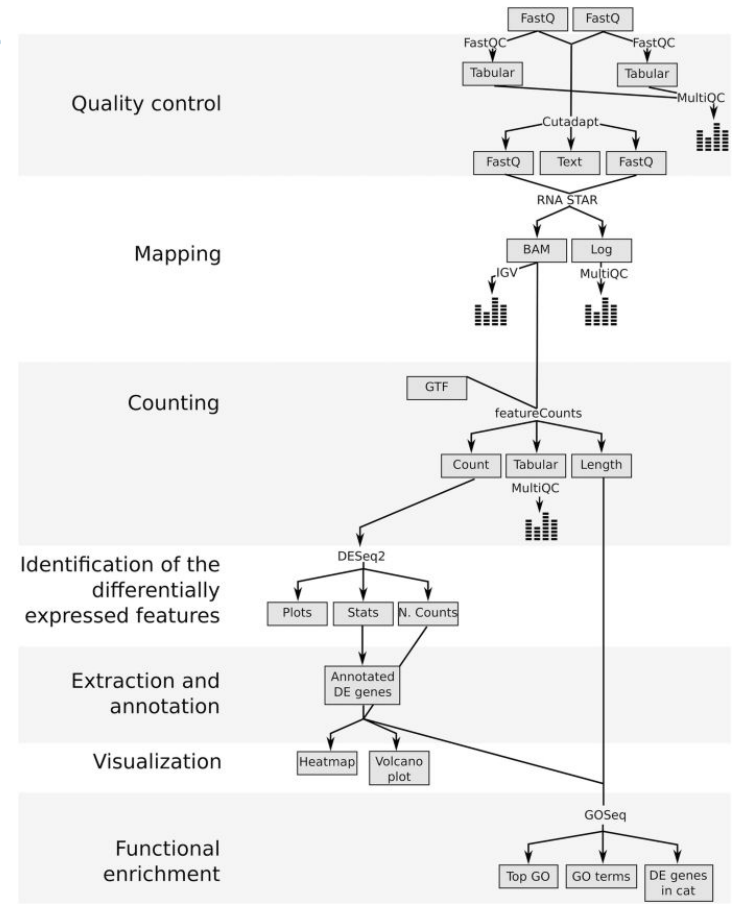 FastQ FastQ
FastQC FastQC
Tabular Tabular
Quality control
MultiQC
Cutadapt
FastQ Text FastQ
RNA STAR
Mapping
BAM Log
IGV MultiQC
GTF
Counting
featureCounts
Count Tabular Length
MultiQC
DESeq2
Identification of the
differentially
expressed features
Plots Stats N. Counts
Extraction and
annotation
Annotated
DE genes
Visualization
Heatmap
Volcano
plot
GOSeq
Functional
enrichment
Top GO GO terms
DE genes
in cat